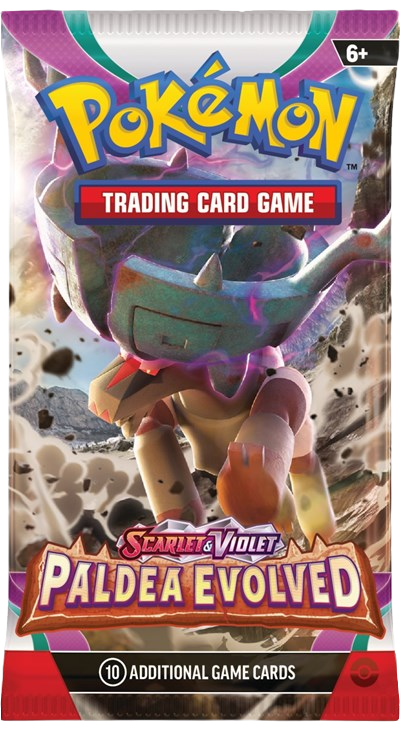 6+
POKéMON
TM
TRADING CARD GAME
SCARLET & VIOLET
PALDEA EVOLVED
10 ADDITIONAL GAME CARDS